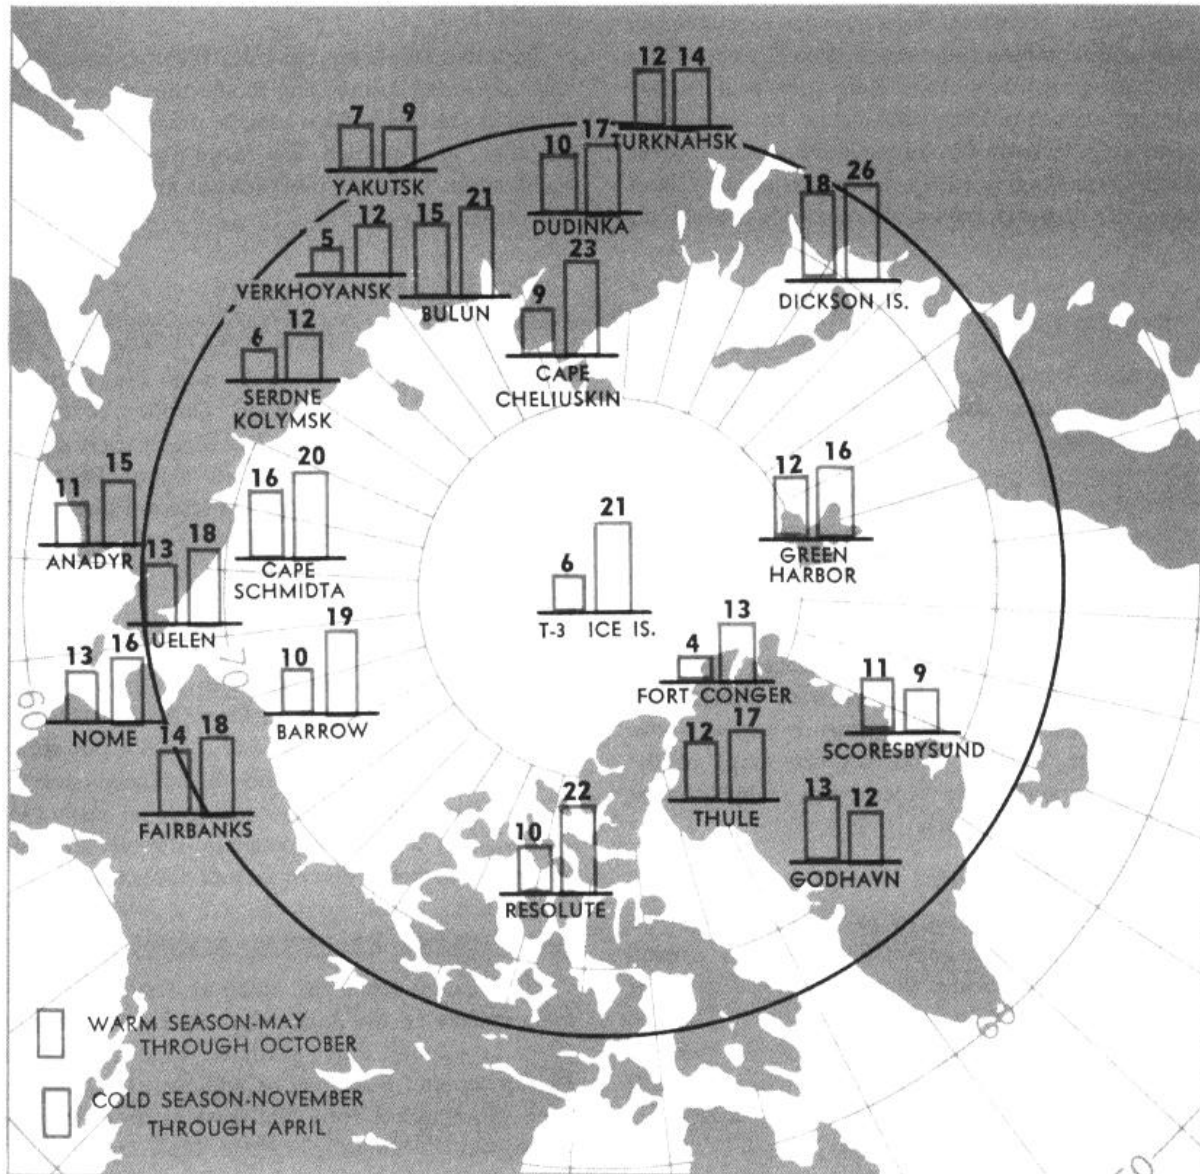 12 14
TURKNAHSK
7 9
YAKUTSK
10 17
DUDINKA
18 26
DICKSON IS.
5 12
VERKHOYANSK
15 21
BULUN
9 23
CAPE
CHELIUSKIN
6 12
SERDNE
KOLYMSK
11 15
ANADYR
16 20
CAPE
SCHMIDTA
12 16
GREEN
HARBOR
13 18
UELEN
6 21
T-3 ICE IS.
70
60
13 16
NOME
10 19
BARROW
4 13
FORT CONGER
11 9
SCORESBYSUND
14 18
FAIRBANKS
12 17
THULE
13 12
GODHAVN
10 22
RESOLUTE
WARM SEASON-MAY
THROUGH OCTOBER
COLD SEASON-NOVEMBER
THROUGH APRIL